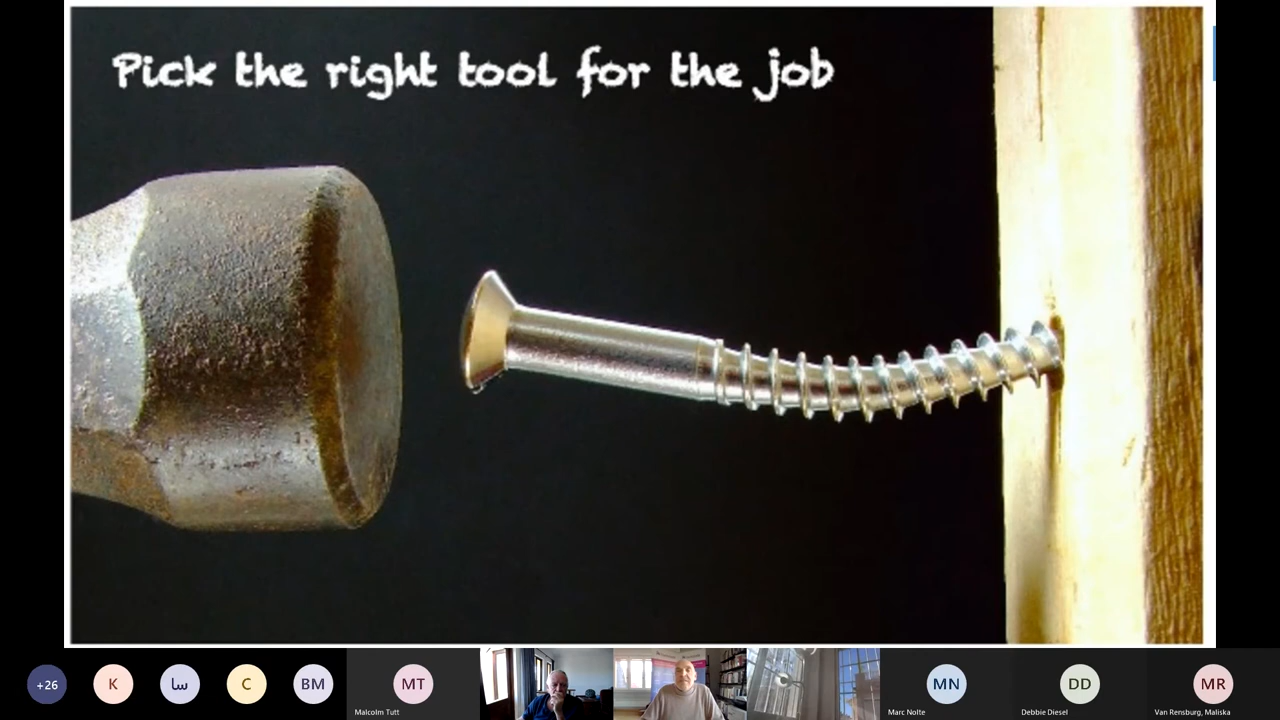 Pick the right tool for the job
+26
K
سا
C
BM
MT
Malcolm Tutt
MN
Marc Nolte
DD
Debbie Diesel
MR
Van Rensburg, Maliska